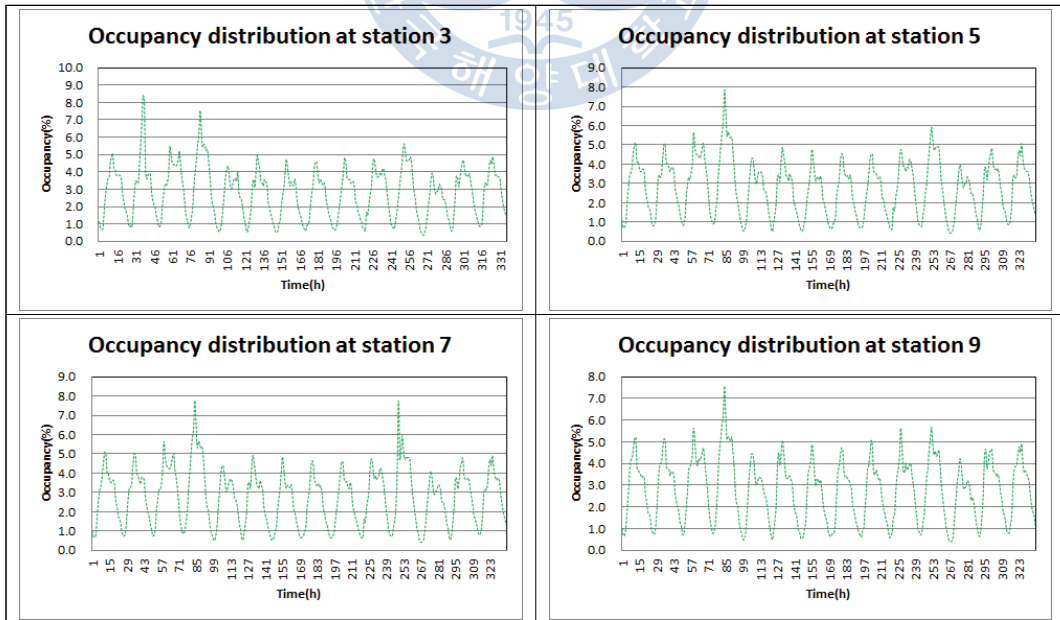 1945
해양대
Occupancy distribution at station 3
10.0
9.0
8.0
7.0
6.0
5.0
4.0
3.0
2.0
1.0
0.0
Occupancy(%)
1 16 31 46 61 76 91 106 121 136 151 166 181 196 211 226 241 256 271 286 301 316 331
Time(h)
Occupancy distribution at station 5
9.0
8.0
7.0
6.0
5.0
4.0
3.0
2.0
1.0
0.0
Occupancy(%)
1 15 29 43 57 71 85 99 113 127 141 155 169 183 197 211 225 239 253 267 281 295 309 323
Time(h)
Occupancy distribution at station 7
9.0
8.0
7.0
6.0
5.0
4.0
3.0
2.0
1.0
0.0
Occupancy(%)
1 15 29 43 57 71 85 99 113 127 141 155 169 183 197 211 225 239 253 267 281 295 309 323
Time(h)
Occupancy distribution at station 9
8.0
7.0
6.0
5.0
4.0
3.0
2.0
1.0
0.0
Occupancy(%)
1 15 29 43 57 71 85 99 113 127 141 155 169 183 197 211 225 239 253 267 281 295 309 323
Time(h)